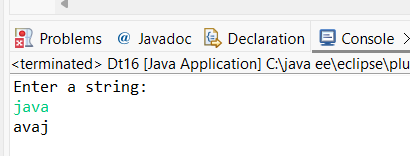 Problems @ Javadoc Declaration Console
<terminated> Dt16 [Java Application] C:\java ee\eclipse\plu
Enter a string:
java
avaj